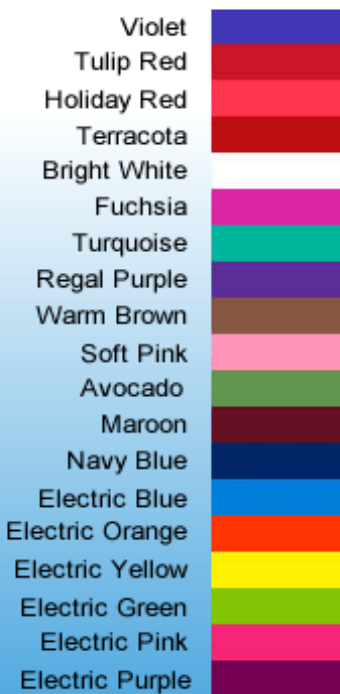 Violet
Tulip Red
Holiday Red
Terracota
Bright White
Fuchsia
Turquoise
Regal Purple
Warm Brown
Soft Pink
Avocado
Maroon
Navy Blue
Electric Blue
Electric Orange
Electric Yellow
Electric Green
Electric Pink
Electric Purple